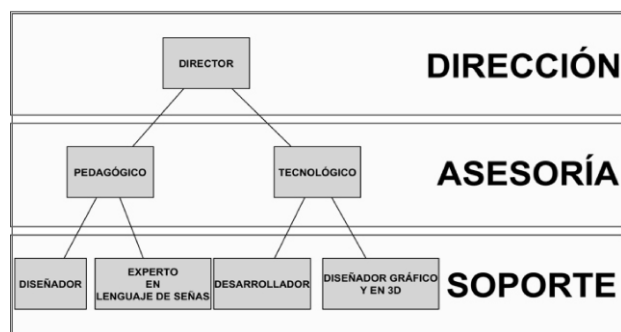 DIRECTOR
DIRECCIÓN
PEDAGÓGICO
TECNOLÓGICO
ASESORÍA
DISEÑADOR
EXPERTO
EN
LENGUAJE DE SEÑAS
DESARROLLADOR
DISEÑADOR GRÁFICO
Y EN 3D
SOPORTE